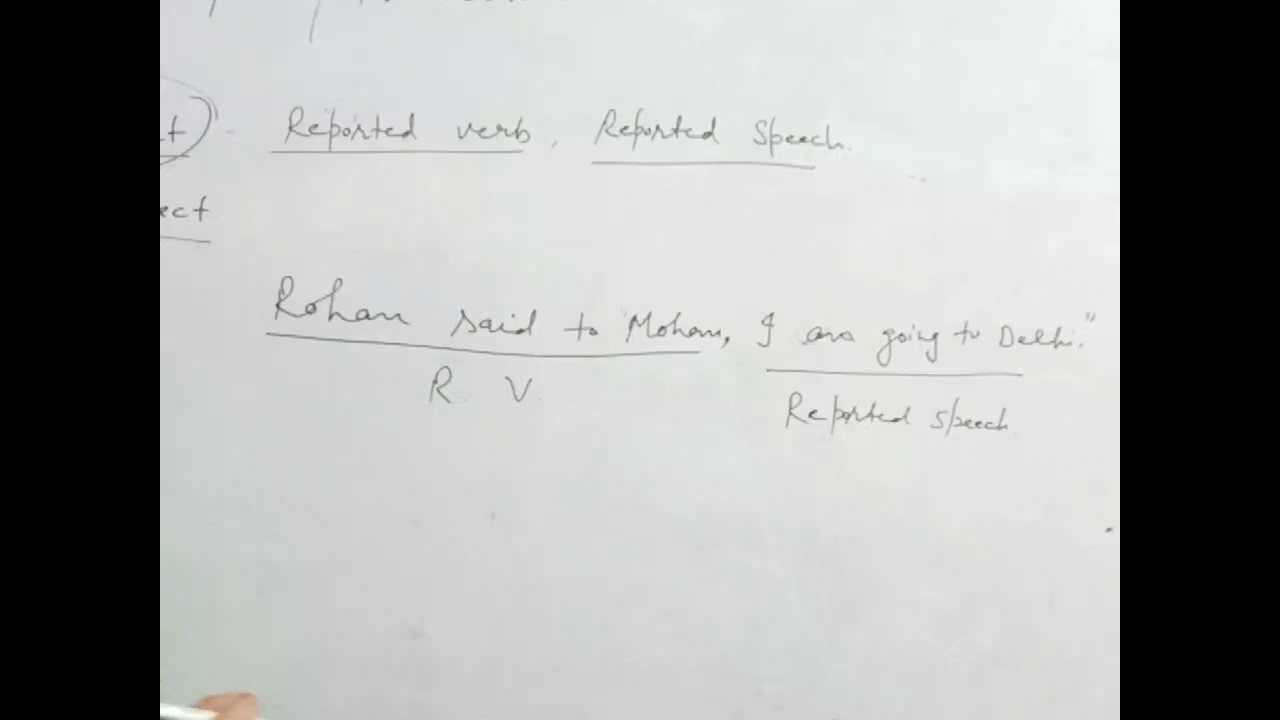 t) - Reported verb, Reported Speech.
ect
Rohan said to Mohan, I am going to Delhi."
R V Reported speech